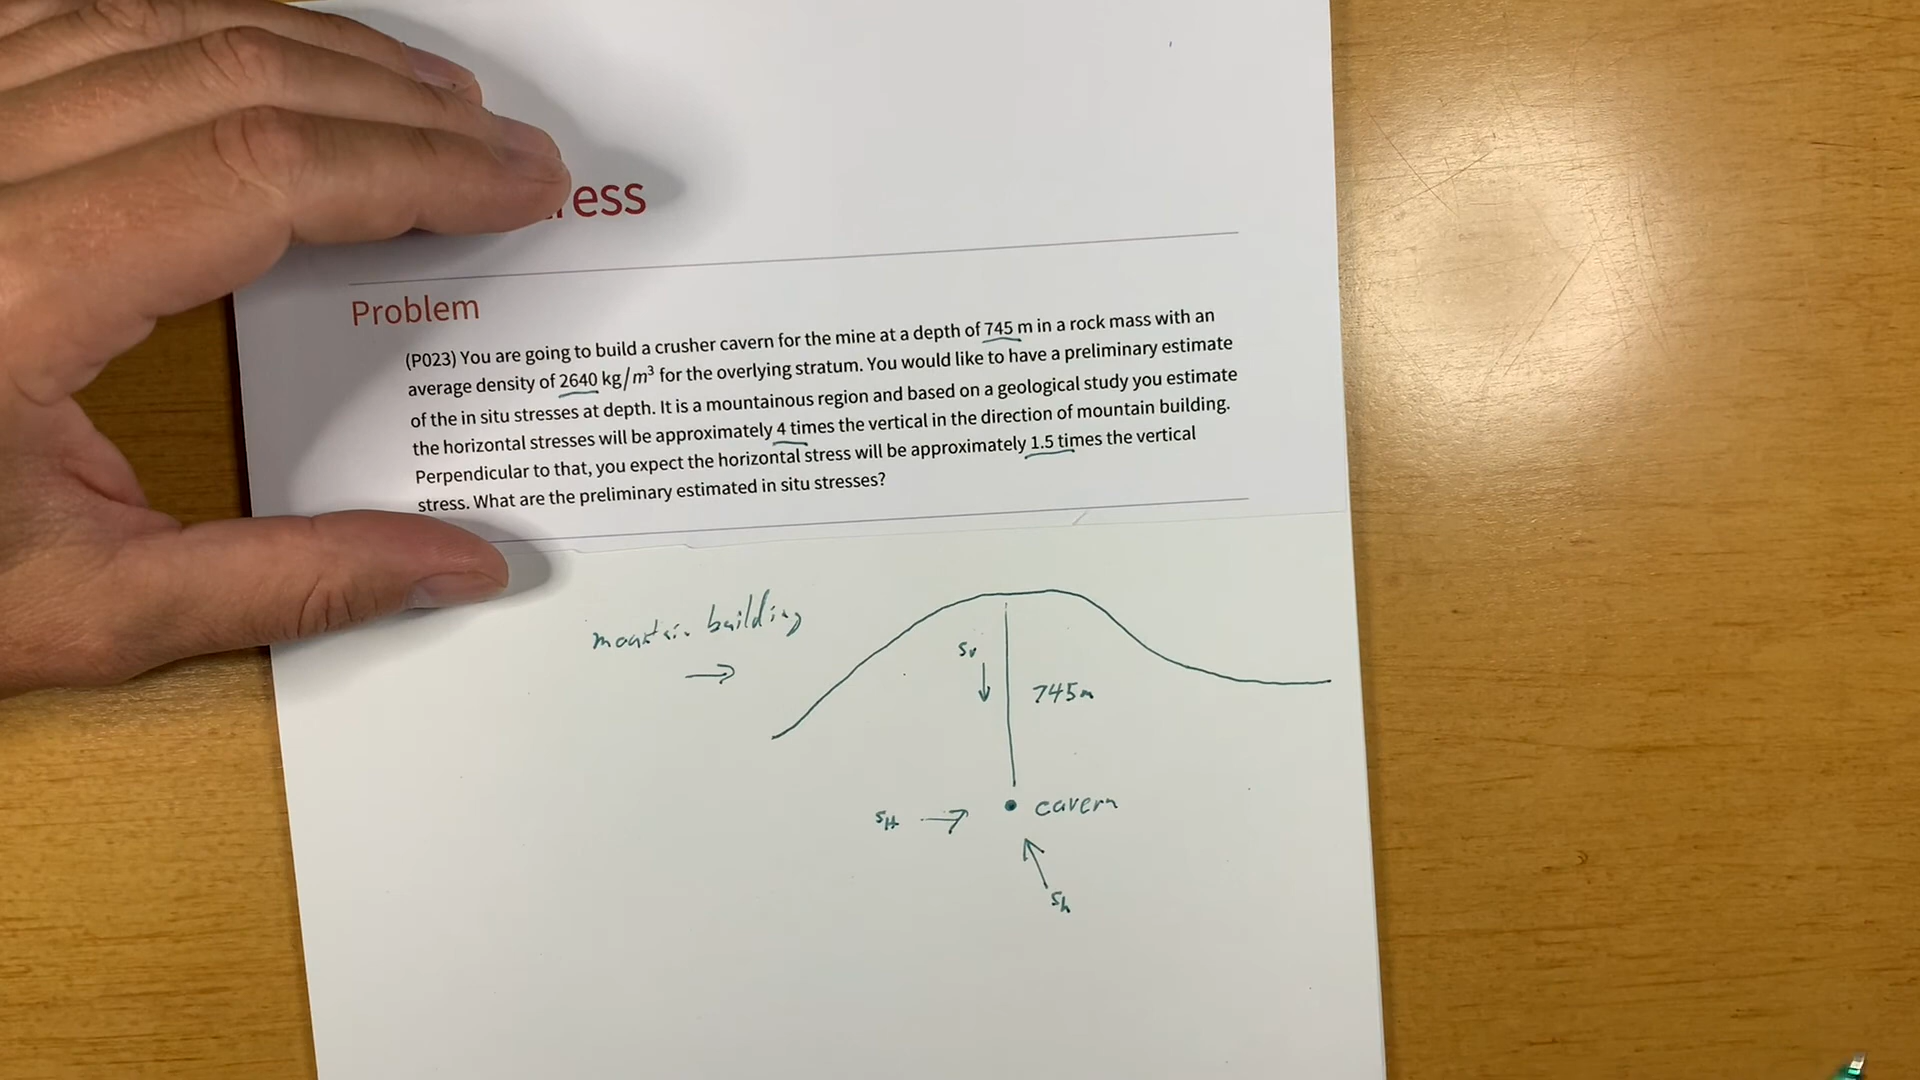 ress
Problem
(P023) You are going to build a crusher cavern for the mine at a depth of 745 m in a rock mass with an
average density of 2640 kg/m³ for the overlying stratum. You would like to have a preliminary estimate
of the in situ stresses at depth. It is a mountainous region and based on a geological study you estimate
the horizontal stresses will be approximately 4 times the vertical in the direction of mountain building.
Perpendicular to that, you expect the horizontal stress will be approximately 1.5 times the vertical
stress. What are the preliminary estimated in situ stresses?
mountain building
Sv
745m
SH
cavern
Sh